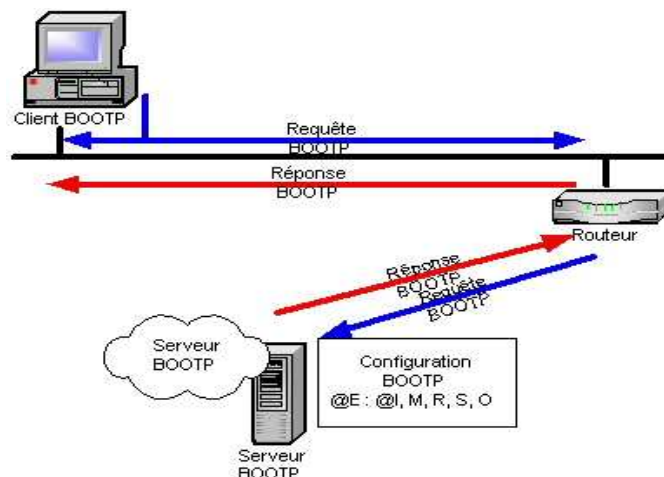 Client BOOTP
Requête
BOOTP
Réponse
BOOTP
Routeur
Réponse
BOOTP
Requête
BOOTP
Serveur
BOOTP
Configuration
BOOTP
@E : @I, M, R, S, O
Serveur
BOOTP